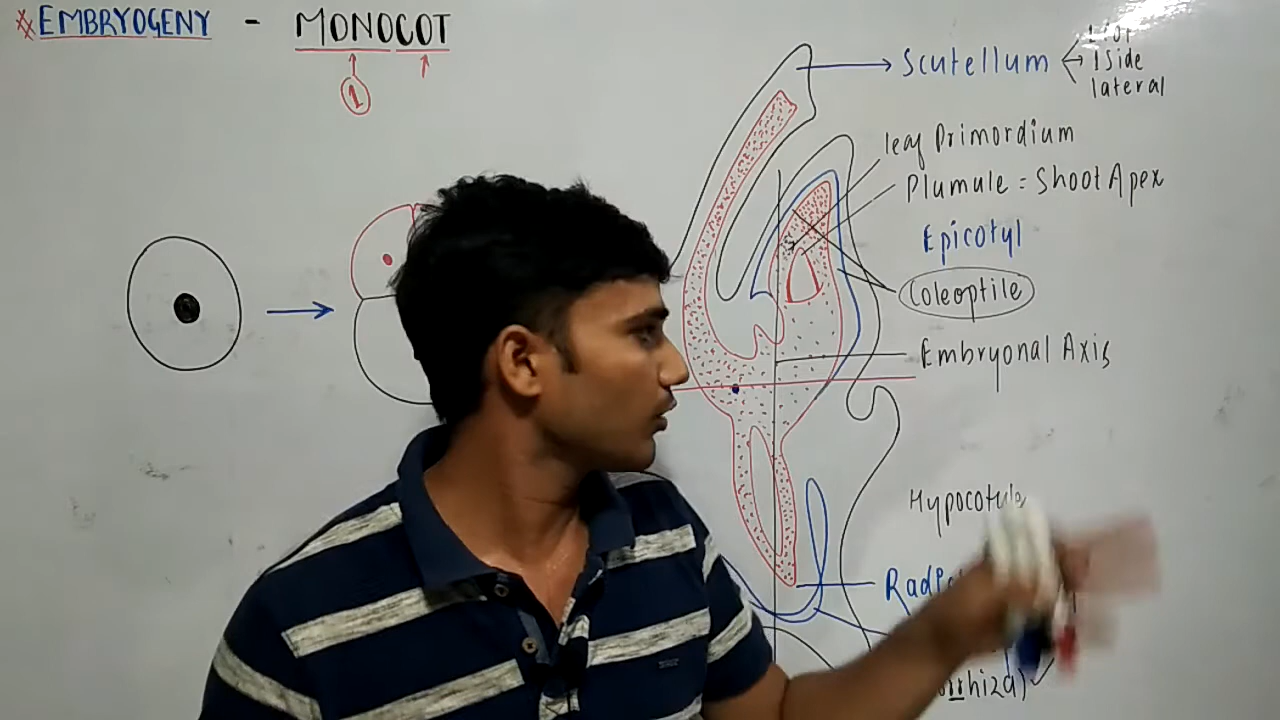 EMBRYOGENY - MONOCOT
1
Scutellum
1 Side
lateral
leaf Primordium
Plumule = Shoot Apex
Epicotyl
Coleoptile
Embryonal Axis
Hypocotyle